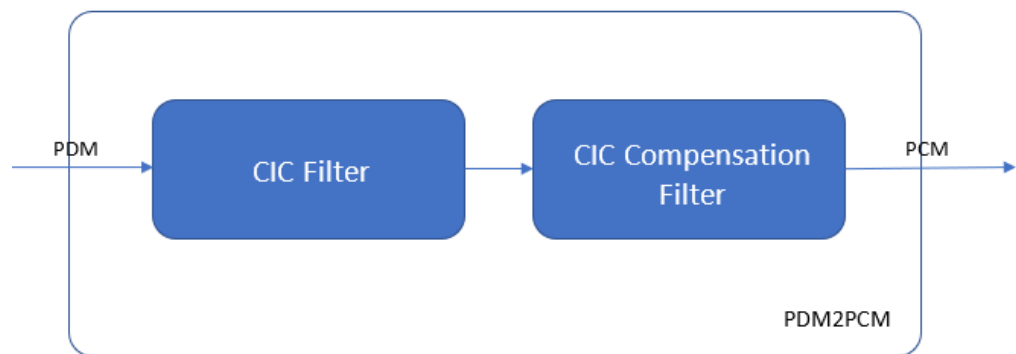 PDM
CIC Filter
CIC Compensation
Filter
PCM
PDM2PCM